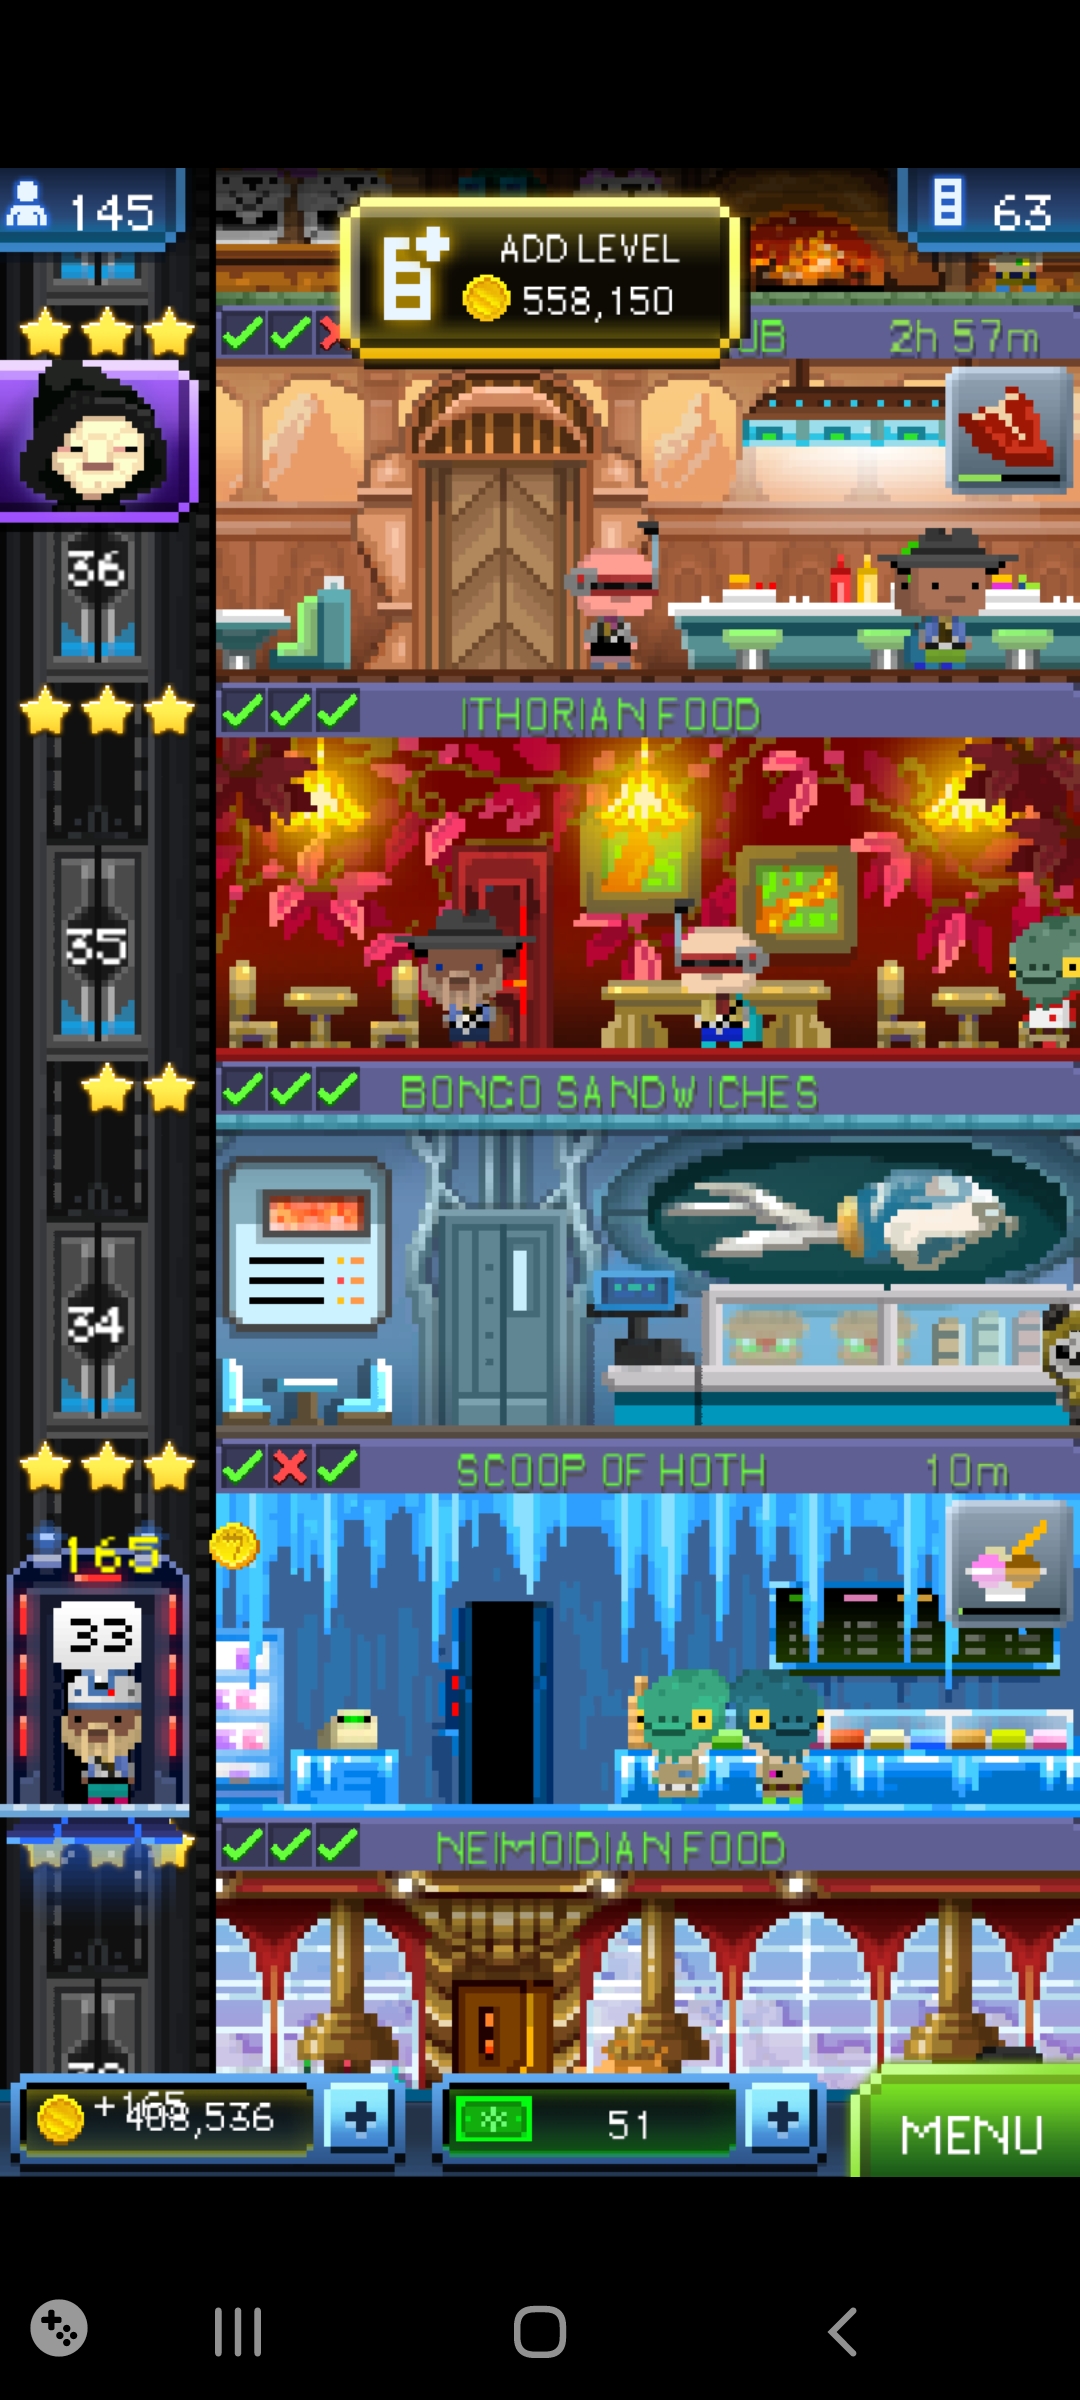 145
ADD LEVEL
558,150
63
UB
2h 57m
36
ITHORIAN FOOD
35
BONGO SANDWICHES
34
SCOOP OF HOTH
10m
165
33
NEIMOIDIAN FOOD
+165
408,536
51
MENU